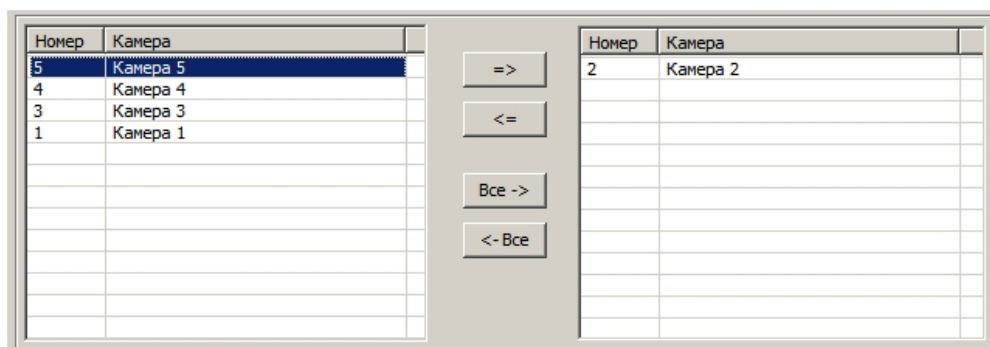 Номер Камера
5 Камера 5
4 Камера 4
3 Камера 3
1 Камера 1
=>
<=
Все ->
<- Все
Номер Камера
2 Камера 2